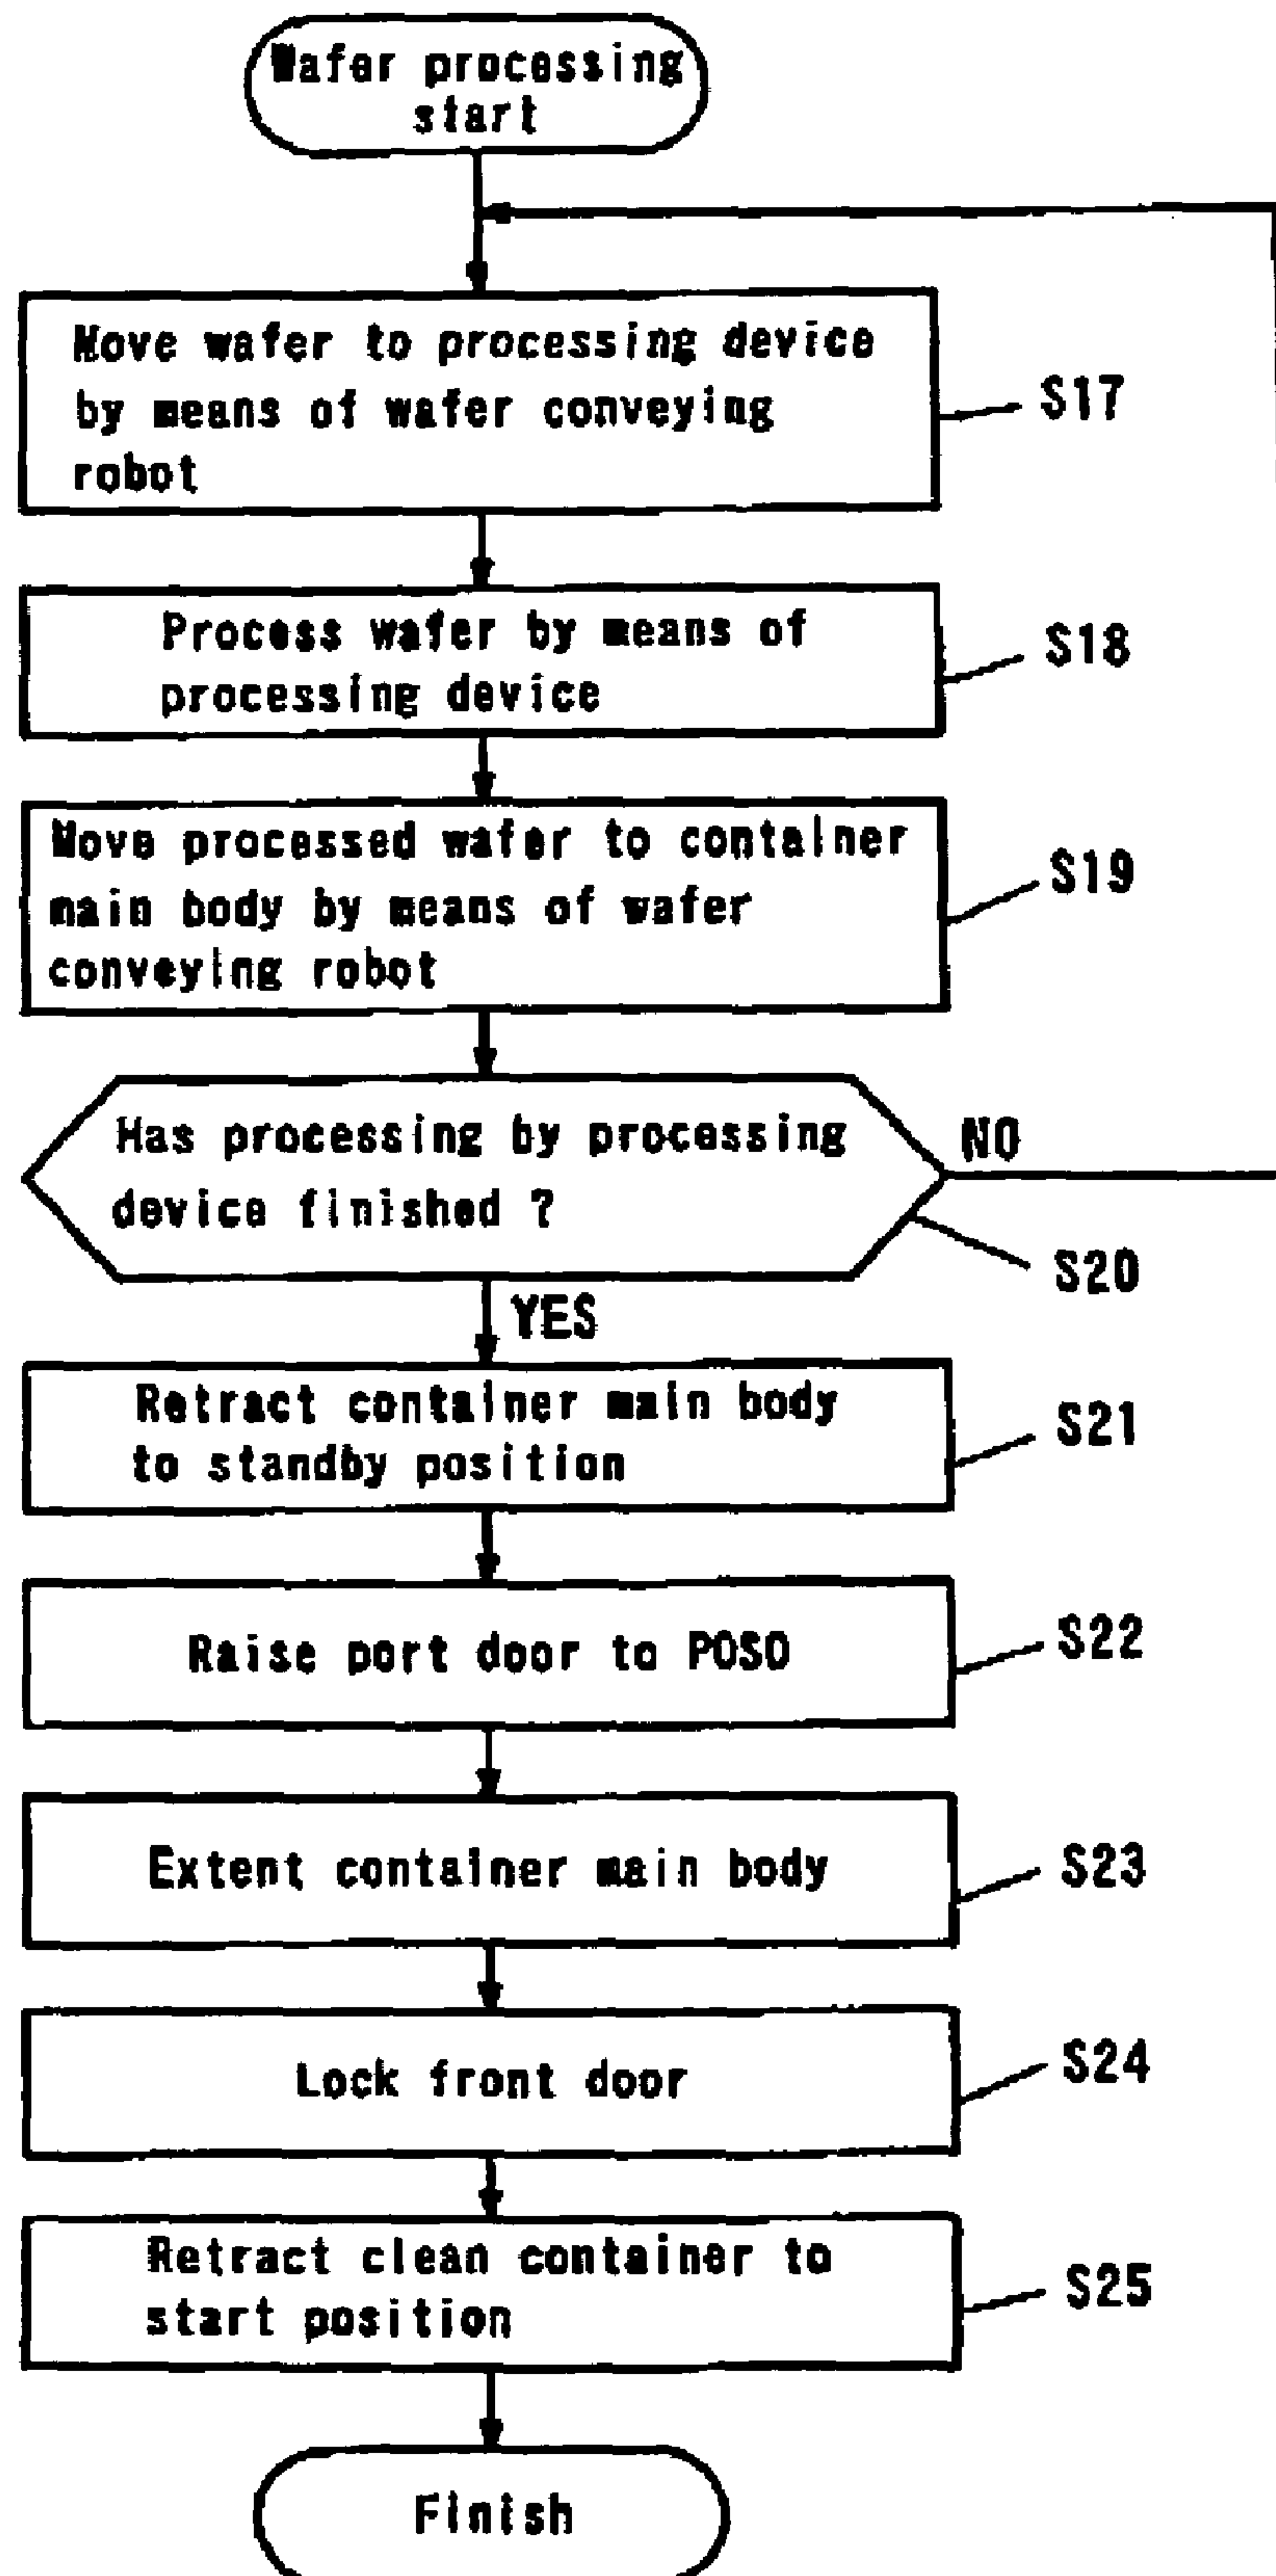 Wafer processing
start
Move wafer to processing device
by means of wafer conveying
robot
S17
Process wafer by means of
processing device
S18
Move processed wafer to container
main body by means of wafer
conveying robot
S19
Has processing by processing
device finished ?
NO
S20
YES
Retract container main body
to standby position
S21
Raise port door to POS0
S22
Extent container main body
S23
Lock front door
S24
Retract clean container to
start position
S25
Finish